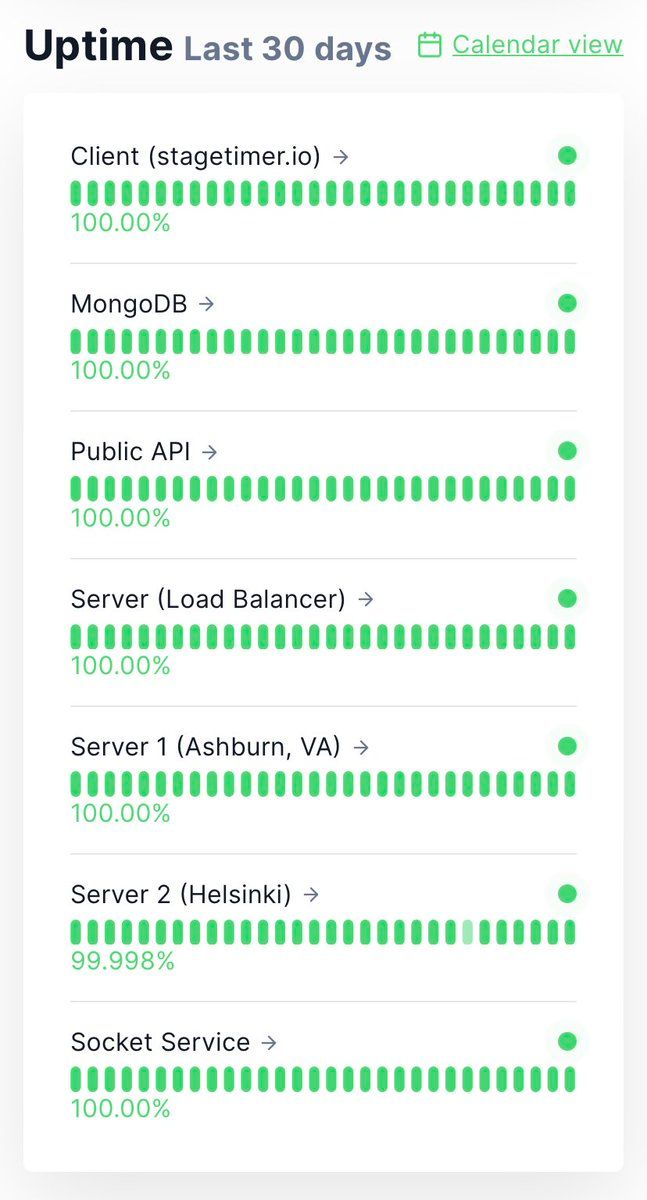 Uptime Last 30 days Calendar view
Client (stagetimer.io) →
100.00%
MongoDB →
100.00%
Public API →
100.00%
Server (Load Balancer) →
100.00%
Server 1 (Ashburn, VA) →
100.00%
Server 2 (Helsinki) →
99.998%
Socket Service →
100.00%